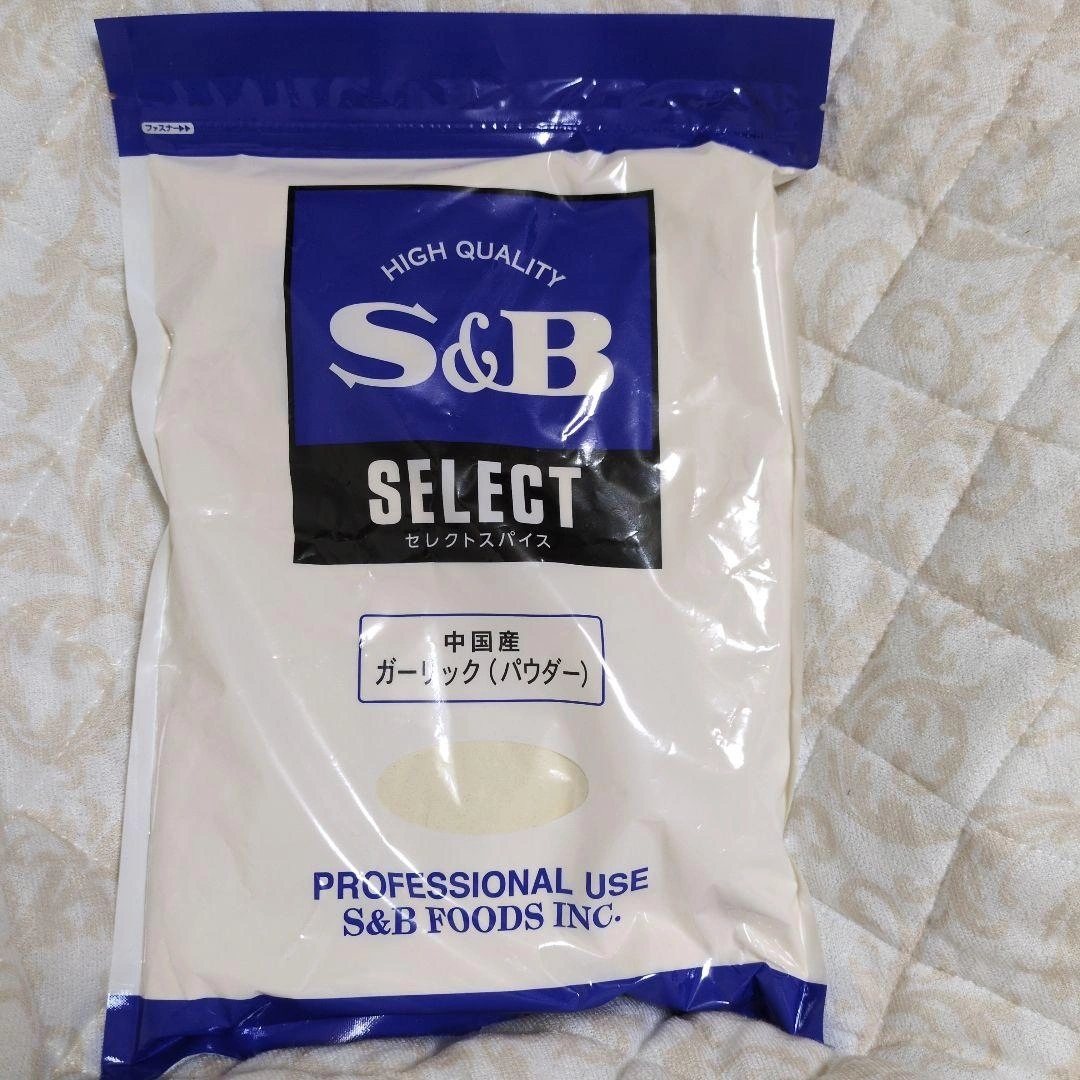 ファスナー▶▶
HIGH QUALITY
S&B
SELECT
セレクトスパイス
中国産
ガーリック(パウダー)
PROFESSIONAL USE
S&B FOODS INC.